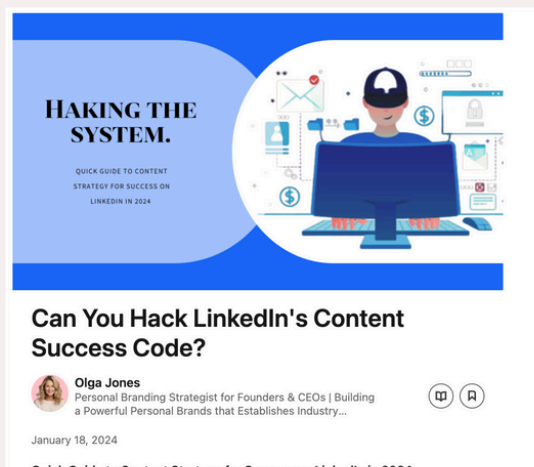 HAKING THE
SYSTEM.
QUICK GUIDE TO CONTENT
STRATEGY FOR SUCCESS ON
LINKEDIN IN 2024
Can You Hack LinkedIn's Content
Success Code?
Olga Jones
Personal Branding Strategist for Founders & CEOs | Building
a Powerful Personal Brands that Establishes Industry...
January 18, 2024